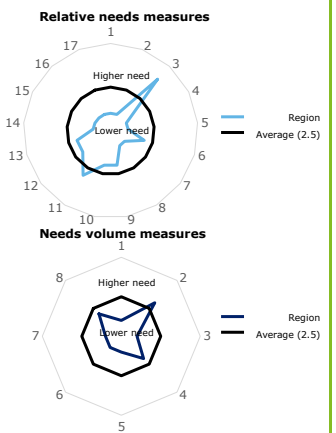 Relative needs measures
1
17 2
16 3
Higher need
15 4
14 Lower need 5
Region
Average (2.5)
13 6
12 7
11 8
10 9
Needs volume measures
1
8 Higher need 2
7 Lower need 3
Region
Average (2.5)
6 4
5